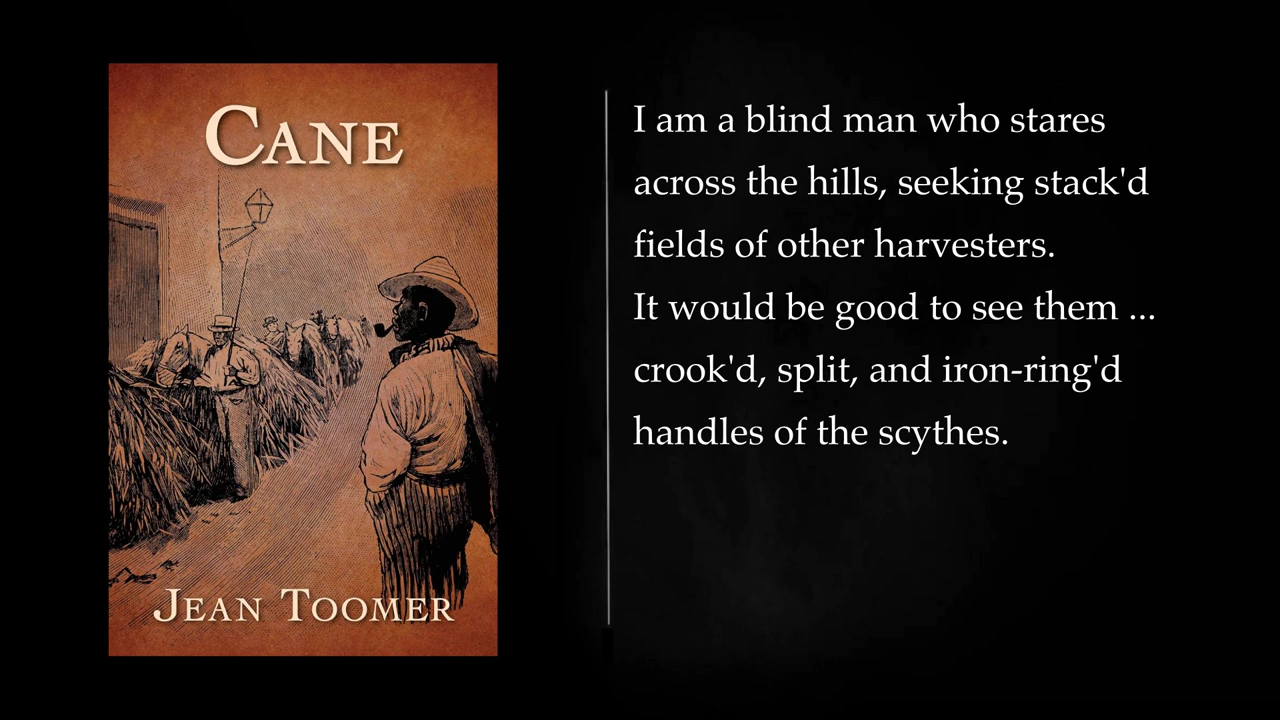 CANE
JEAN TOOMER
I am a blind man who stares
across the hills, seeking stack'd
fields of other harvesters.
It would be good to see them ...
crook'd, split, and iron-ring'd
handles of the scythes.